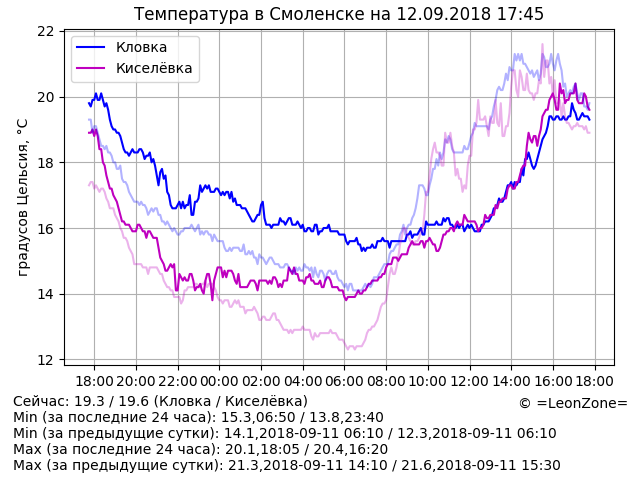 Температура в Смоленске на 12.09.2018 17:45
Кловка
Киселёвка
градусов Цельсия, °C
22
20
18
16
14
12
18:00 20:00 22:00 00:00 02:00 04:00 06:00 08:00 10:00 12:00 14:00 16:00 18:00
Сейчас: 19.3 / 19.6 (Кловка / Киселёвка)
© =LeonZone=
Min (за последние 24 часа): 15.3,06:50 / 13.8,23:40
Min (за предыдущие сутки): 14.1,2018-09-11 06:10 / 12.3,2018-09-11 06:10
Max (за последние 24 часа): 20.1,18:05 / 20.4,16:20
Max (за предыдущие сутки): 21.3,2018-09-11 14:10 / 21.6,2018-09-11 15:30